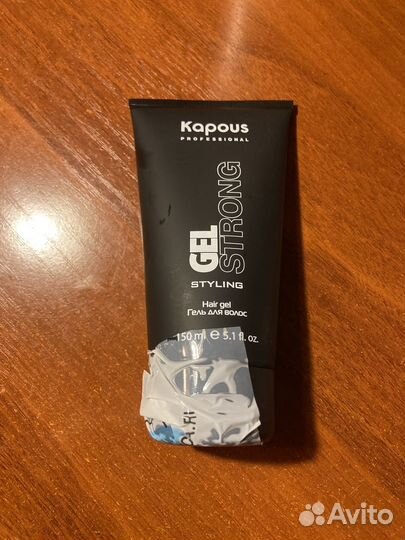 Kapous
PROFESSIONAL
GEL
STRONG
STYLING
Hair gel
Гель для волос
150 ml e 5.1 fl. oz.
Avito